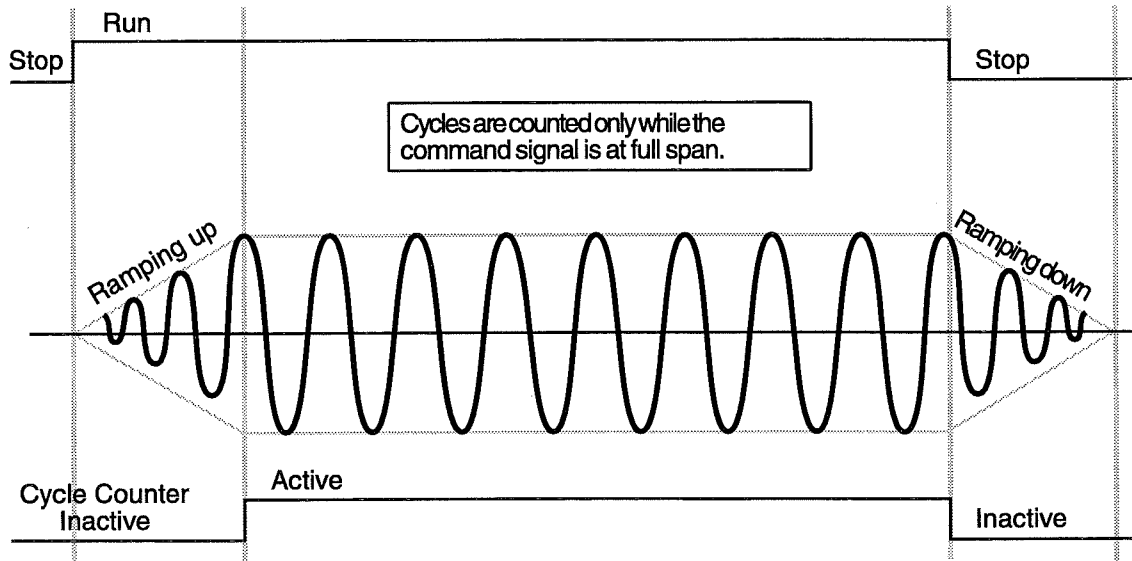 Run
Stop
Stop
Cycles are counted only while the
command signal is at full span.
Ramping up
Ramping down
Active
Cycle Counter
Inactive
Inactive